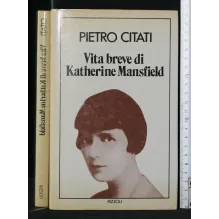 PIETRO CITATI
Vita breve di
Katherine Mansfield
RIZZOLI